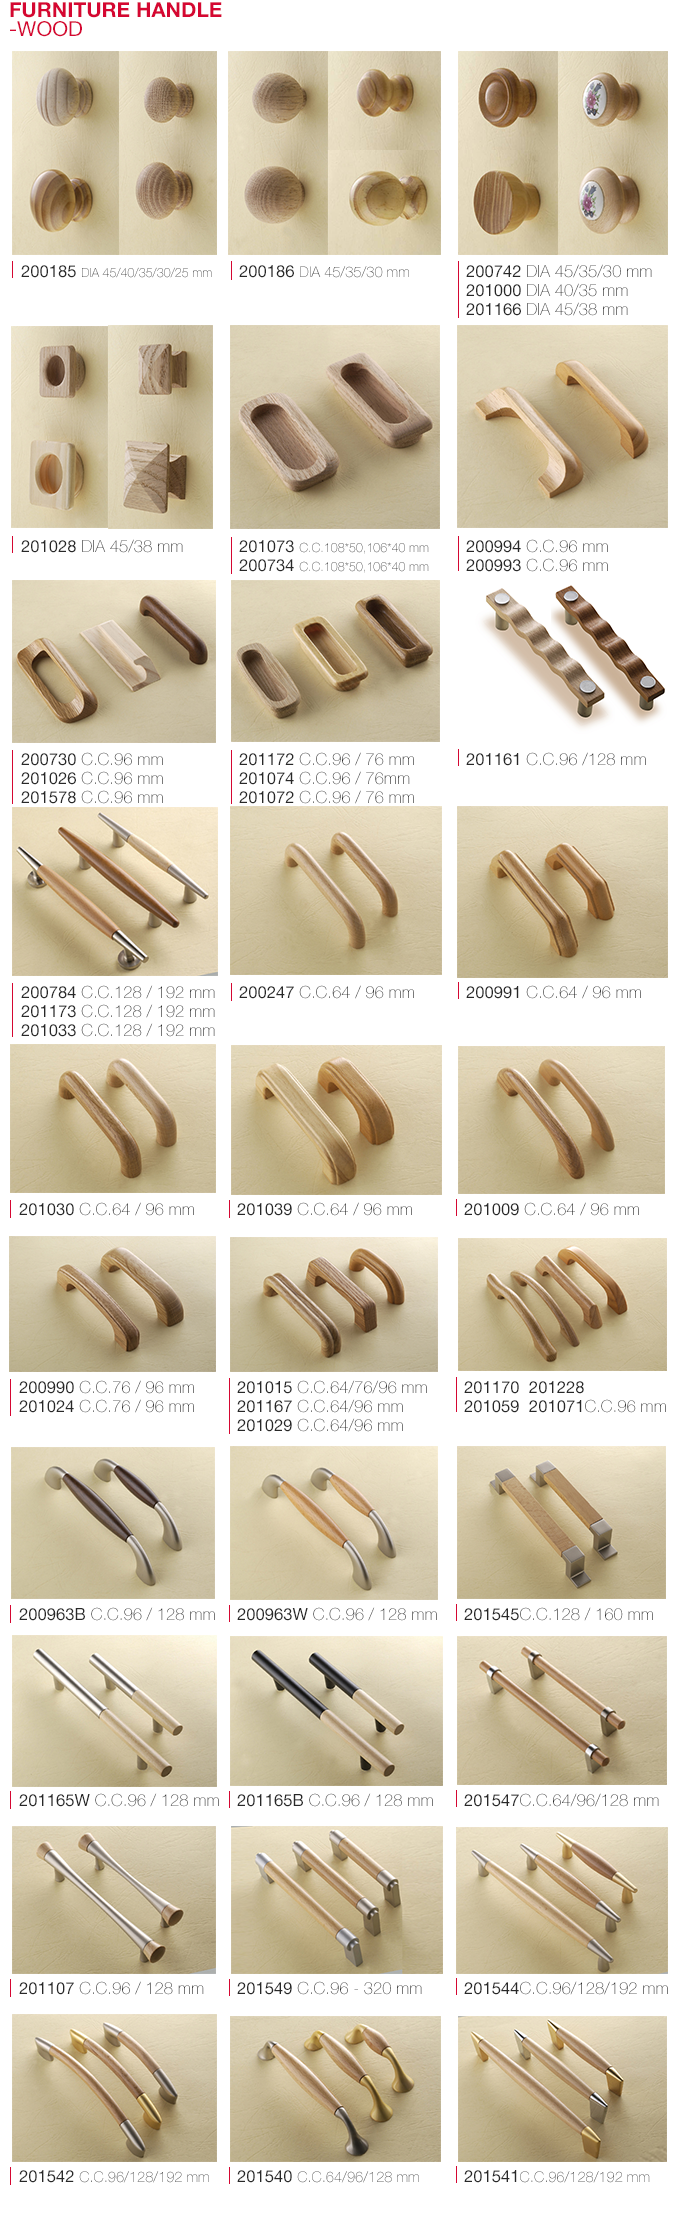 FURNITURE HANDLE
-WOOD
200185 DIA 45/40/35/30/25 mm
200186 DIA 45/35/30 mm
200742 DIA 45/35/30 mm
201000 DIA 40/35 mm
201166 DIA 45/38 mm
201028 DIA 45/38 mm
201073 C.C.108*50,106*40 mm
200734 C.C.108*50,106*40 mm
200994 C.C.96 mm
200993 C.C.96 mm
200730 C.C.96 mm
201026 C.C.96 mm
201578 C.C.96 mm
201172 C.C.96 / 76 mm
201074 C.C.96 / 76mm
201072 C.C.96 / 76 mm
201161 C.C.96 /128 mm
200784 C.C.128 / 192 mm
201173 C.C.128 / 192 mm
201033 C.C.128 / 192 mm
200247 C.C.64 / 96 mm
200991 C.C.64 / 96 mm
201030 C.C.64 / 96 mm
201039 C.C.64 / 96 mm
201009 C.C.64 / 96 mm
200990 C.C.76 / 96 mm
201024 C.C.76 / 96 mm
201015 C.C.64/76/96 mm
201167 C.C.64/96 mm
201029 C.C.64/96 mm
201170 201228
201059 201071C.C.96 mm
200963B C.C.96 / 128 mm
200963W C.C.96 / 128 mm
201545C.C.128 / 160 mm
201165W C.C.96 / 128 mm
201165B C.C.96 / 128 mm
201547C.C.64/96/128 mm
201107 C.C.96 / 128 mm
201549 C.C.96 - 320 mm
201544C.C.96/128/192 mm
201542 C.C.96/128/192 mm
201540 C.C.64/96/128 mm
201541C.C.96/128/192 mm